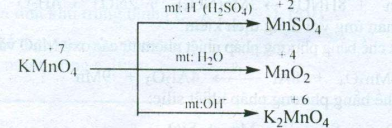 mt: H⁺(H₂SO₄)
+2
MnSO₄
+7
KMnO₄
mt: H₂O
+4
MnO₂
mt:OH⁻
+6
K₂MnO₄